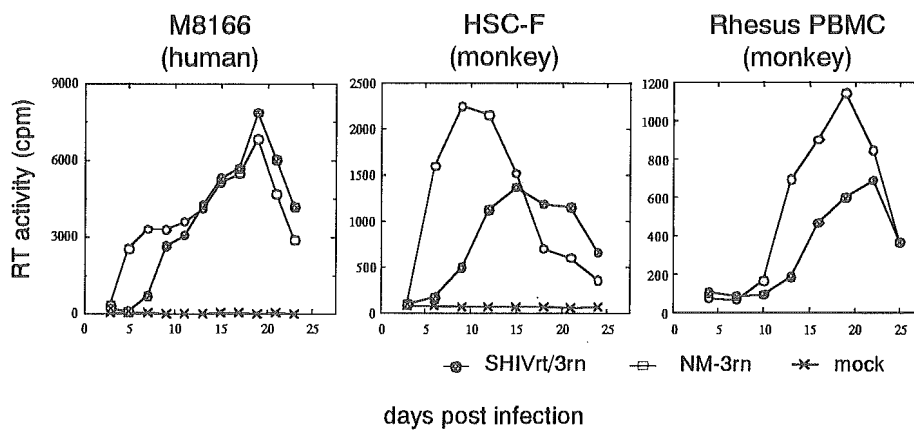 M8166
(human)
HSC-F
(monkey)
Rhesus PBMC
(monkey)
RT activity (cpm)
9000
6000
3000
0
0 5 10 15 20 25
2500
2000
1500
1000
500
0
0 5 10 15 20 25
1200
1000
800
600
400
200
0
0 5 10 15 20 25
SHIVrt/3rn NM-3rn mock
days post infection